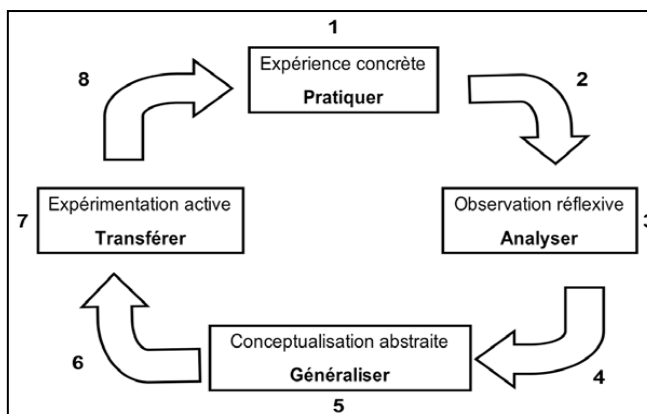 1
Expérience concrète
Pratiquer
8
2
7
Expérimentation active
Transférer
Observation réflexive
Analyser
3
Conceptualisation abstraite
Généraliser
6
4
5